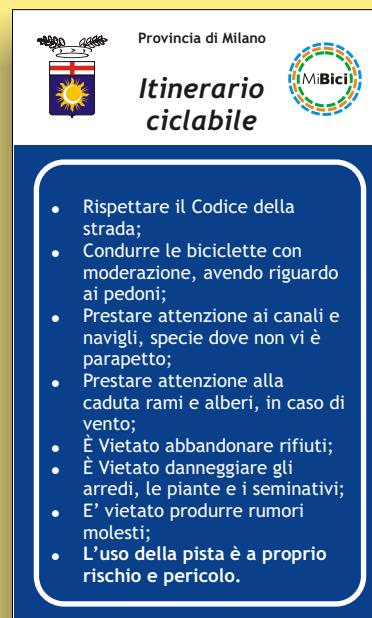 Provincia di Milano
Itinerario
ciclabile
MiBici
• Rispettare il Codice della
strada;
• Condurre le biciclette con
moderazione, avendo riguardo
ai pedoni;
• Prestare attenzione ai canali e
navigli, specie dove non vi è
parapetto;
• Prestare attenzione alla
caduta rami e alberi, in caso di
vento;
• È Vietato abbandonare rifiuti;
• È Vietato danneggiare gli
arredi, le piante e i seminativi;
• E’ vietato produrre rumori
molesti;
• L’uso della pista è a proprio
rischio e pericolo.